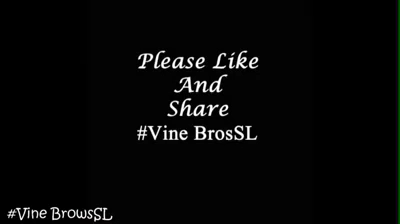 Please Like
And
Share
#Vine BrosSL
#Vine BrowsSL